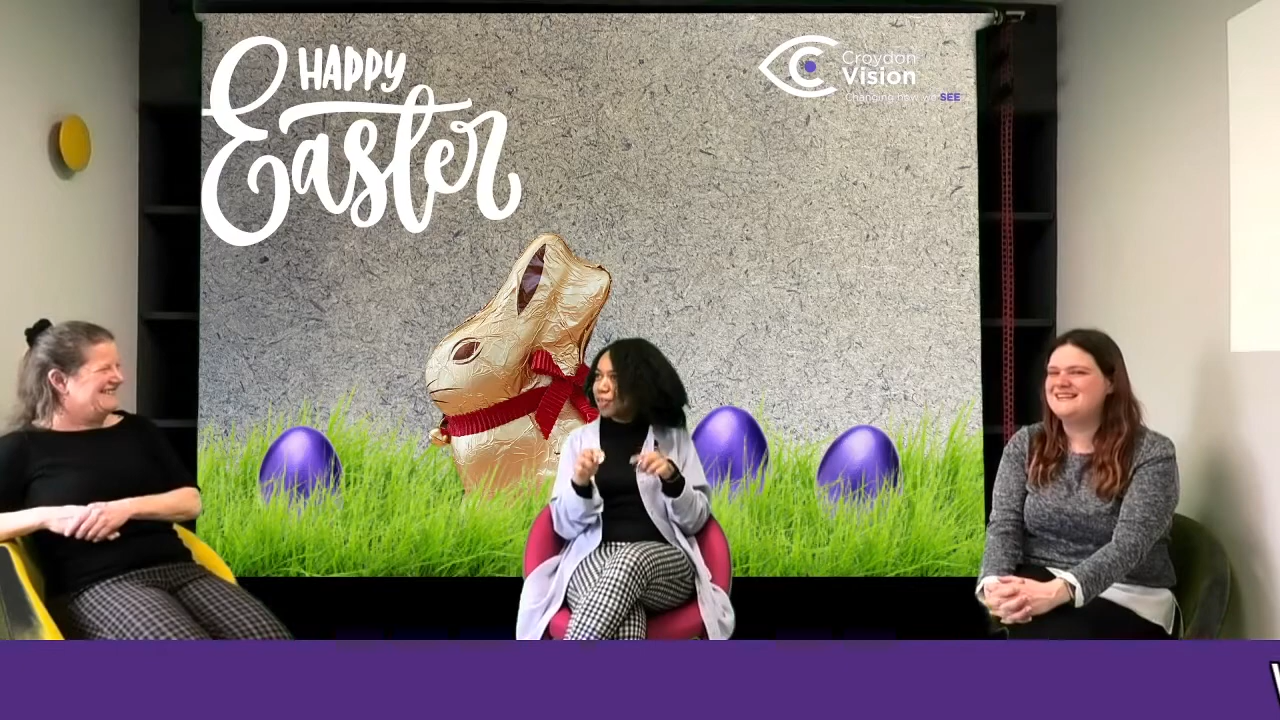 HAPPY
Easter
Croydon
Vision
Changing how we SEE